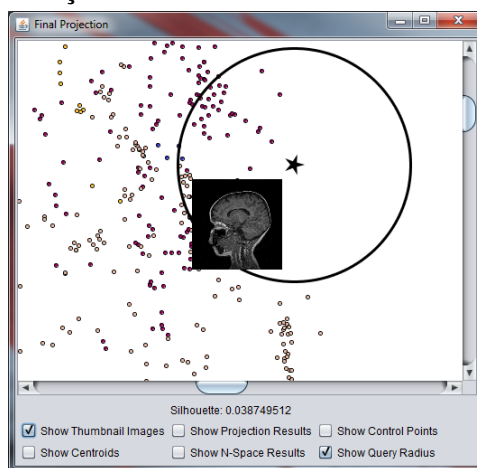 Final Projection
Silhouette: 0.038749512
Show Thumbnail Images Show Projection Results Show Control Points
Show Centroids Show N-Space Results Show Query Radius